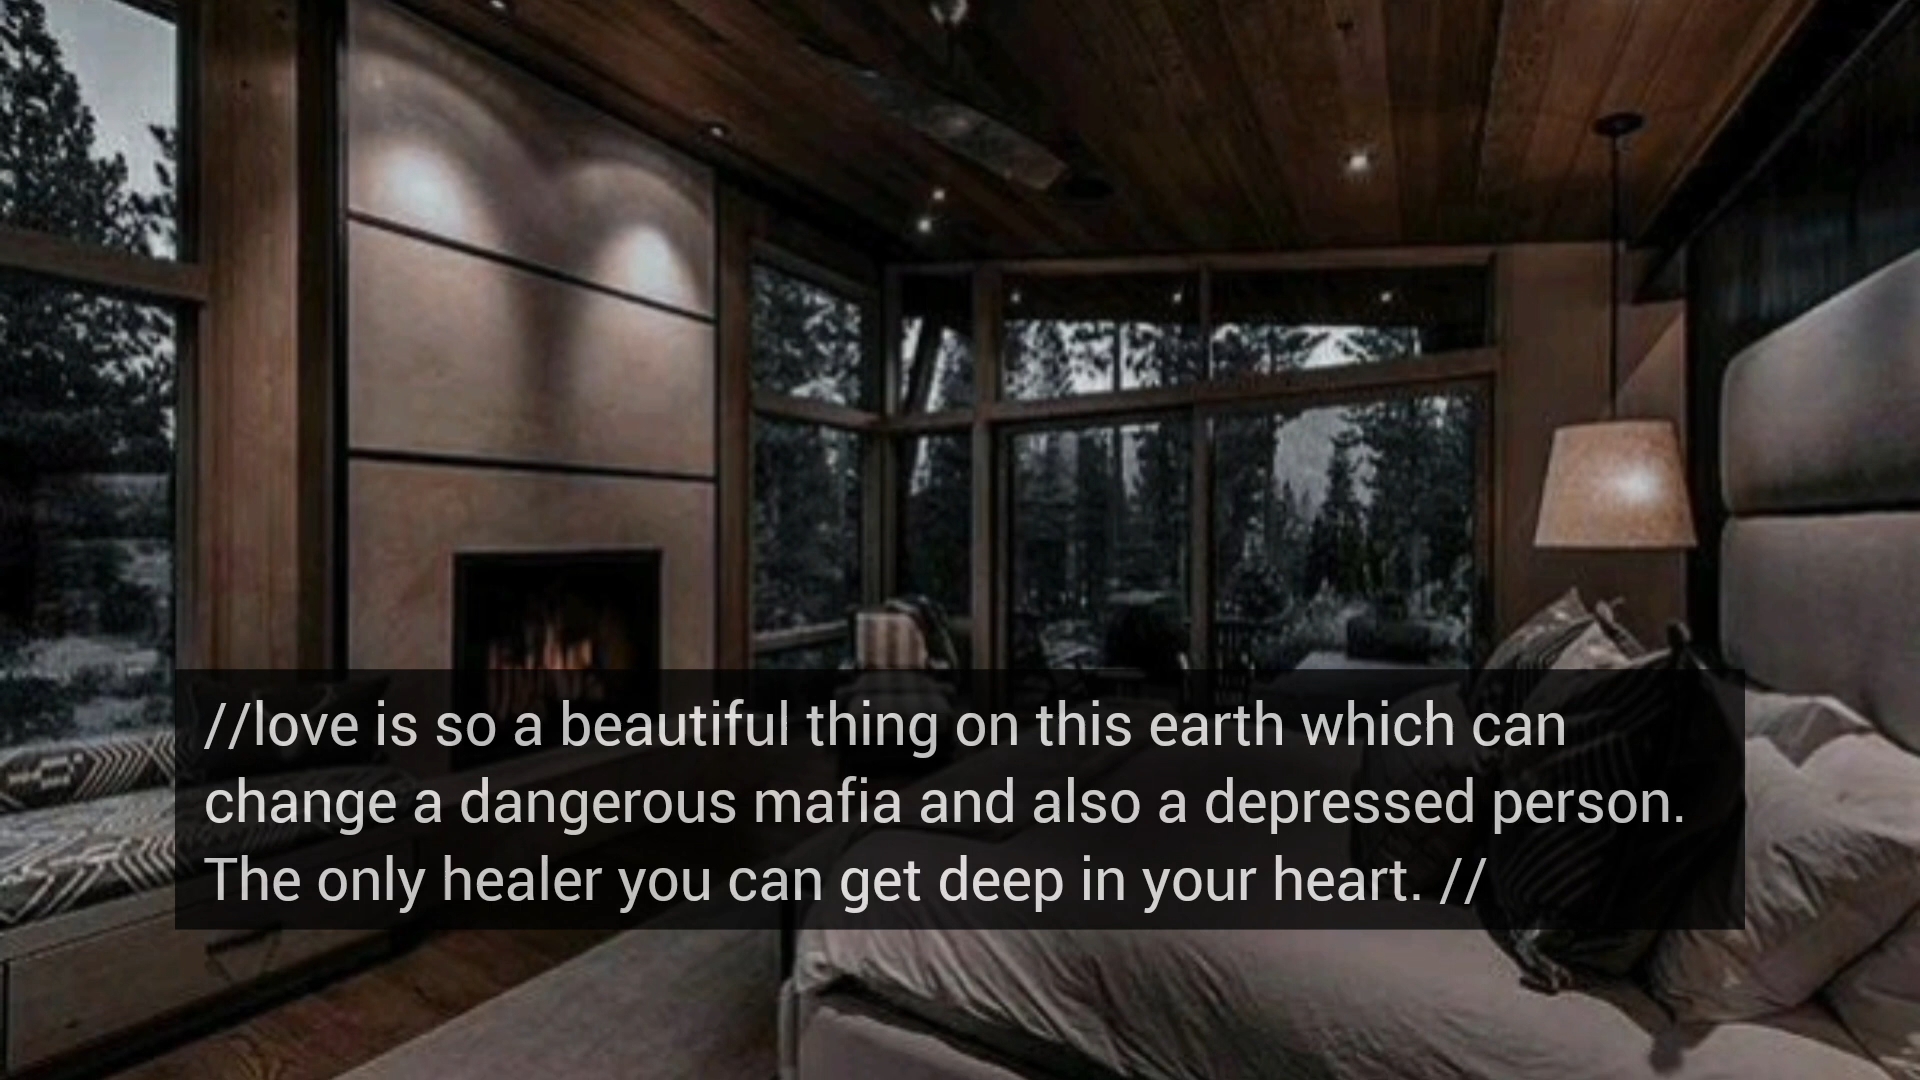 //love is so a beautiful thing on this earth which can
change a dangerous mafia and also a depressed person.
The only healer you can get deep in your heart. //